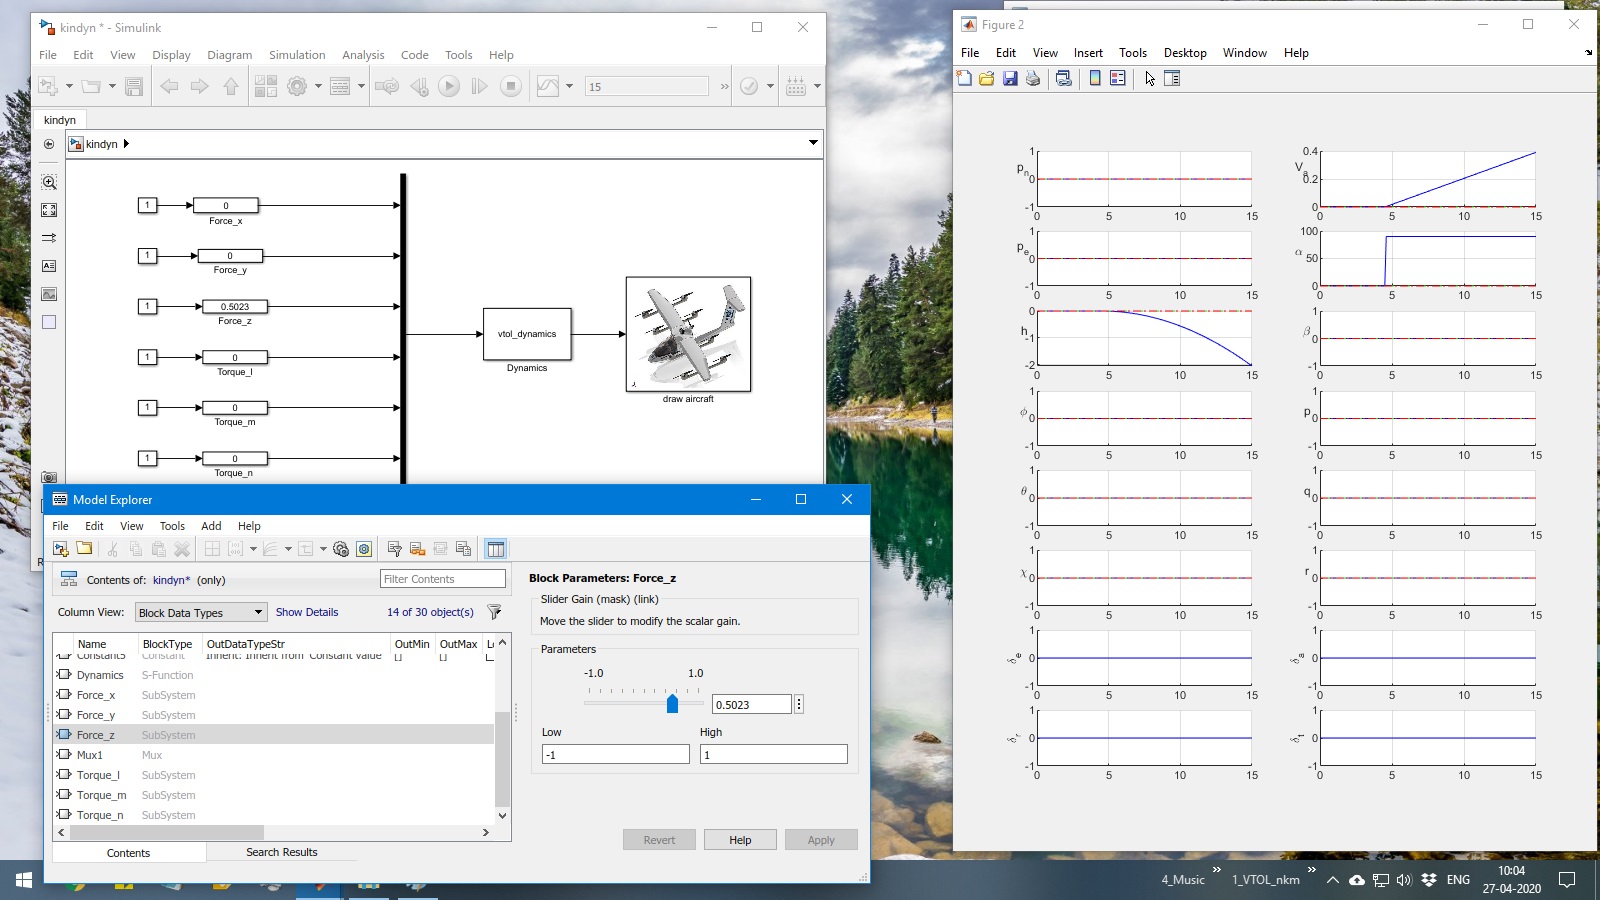 kindyn * - Simulink
File Edit View Display Diagram Simulation Analysis Code Tools Help
15 »
kindyn
kindyn
1 0
Force_x
1 0
Force_y
1 0.5023
Force_z
1 0
Torque_l
1 0
Torque_m
1 0
Torque_n
vtol_dynamics
Dynamics
draw aircraft
Model Explorer
File Edit View Tools Add Help
Contents of: kindyn* (only) Filter Contents
Column View: Block Data Types Show Details 14 of 30 object(s)
Name BlockType OutDataTypeStr OutMin OutMax
Constant5 Constant Inherit: Inherit from 'Constant value' [] []
Dynamics S-Function
Force_x SubSystem
Force_y SubSystem
Force_z SubSystem
Mux1 Mux
Torque_l SubSystem
Torque_m SubSystem
Torque_n SubSystem
Contents Search Results
Block Parameters: Force_z
Slider Gain (mask) (link)
Move the slider to modify the scalar gain.
Parameters
-1.0 1.0
0.5023
Low High
-1 1
Revert Help Apply
Figure 2
File Edit View Insert Tools Desktop Window Help
pn 1 0 -1 0 5 10 15
Va 0.4 0.2 0 0 5 10 15
pe 1 0 -1 0 5 10 15
α 100 50 0 0 5 10 15
h 0 -1 -2 0 5 10 15
β 1 0 -1 0 5 10 15
ϕ 1 0 -1 0 5 10 15
p 1 0 -1 0 5 10 15
θ 1 0 -1 0 5 10 15
q 1 0 -1 0 5 10 15
χ 1 0 -1 0 5 10 15
r 1 0 -1 0 5 10 15
δe 1 0 -1 0 5 10 15
δa 1 0 -1 0 5 10 15
δr 1 0 -1 0 5 10 15
δt 1 0 -1 0 5 10 15
4_Music » 1_VTOL_nkm » ENG 10:04
27-04-2020